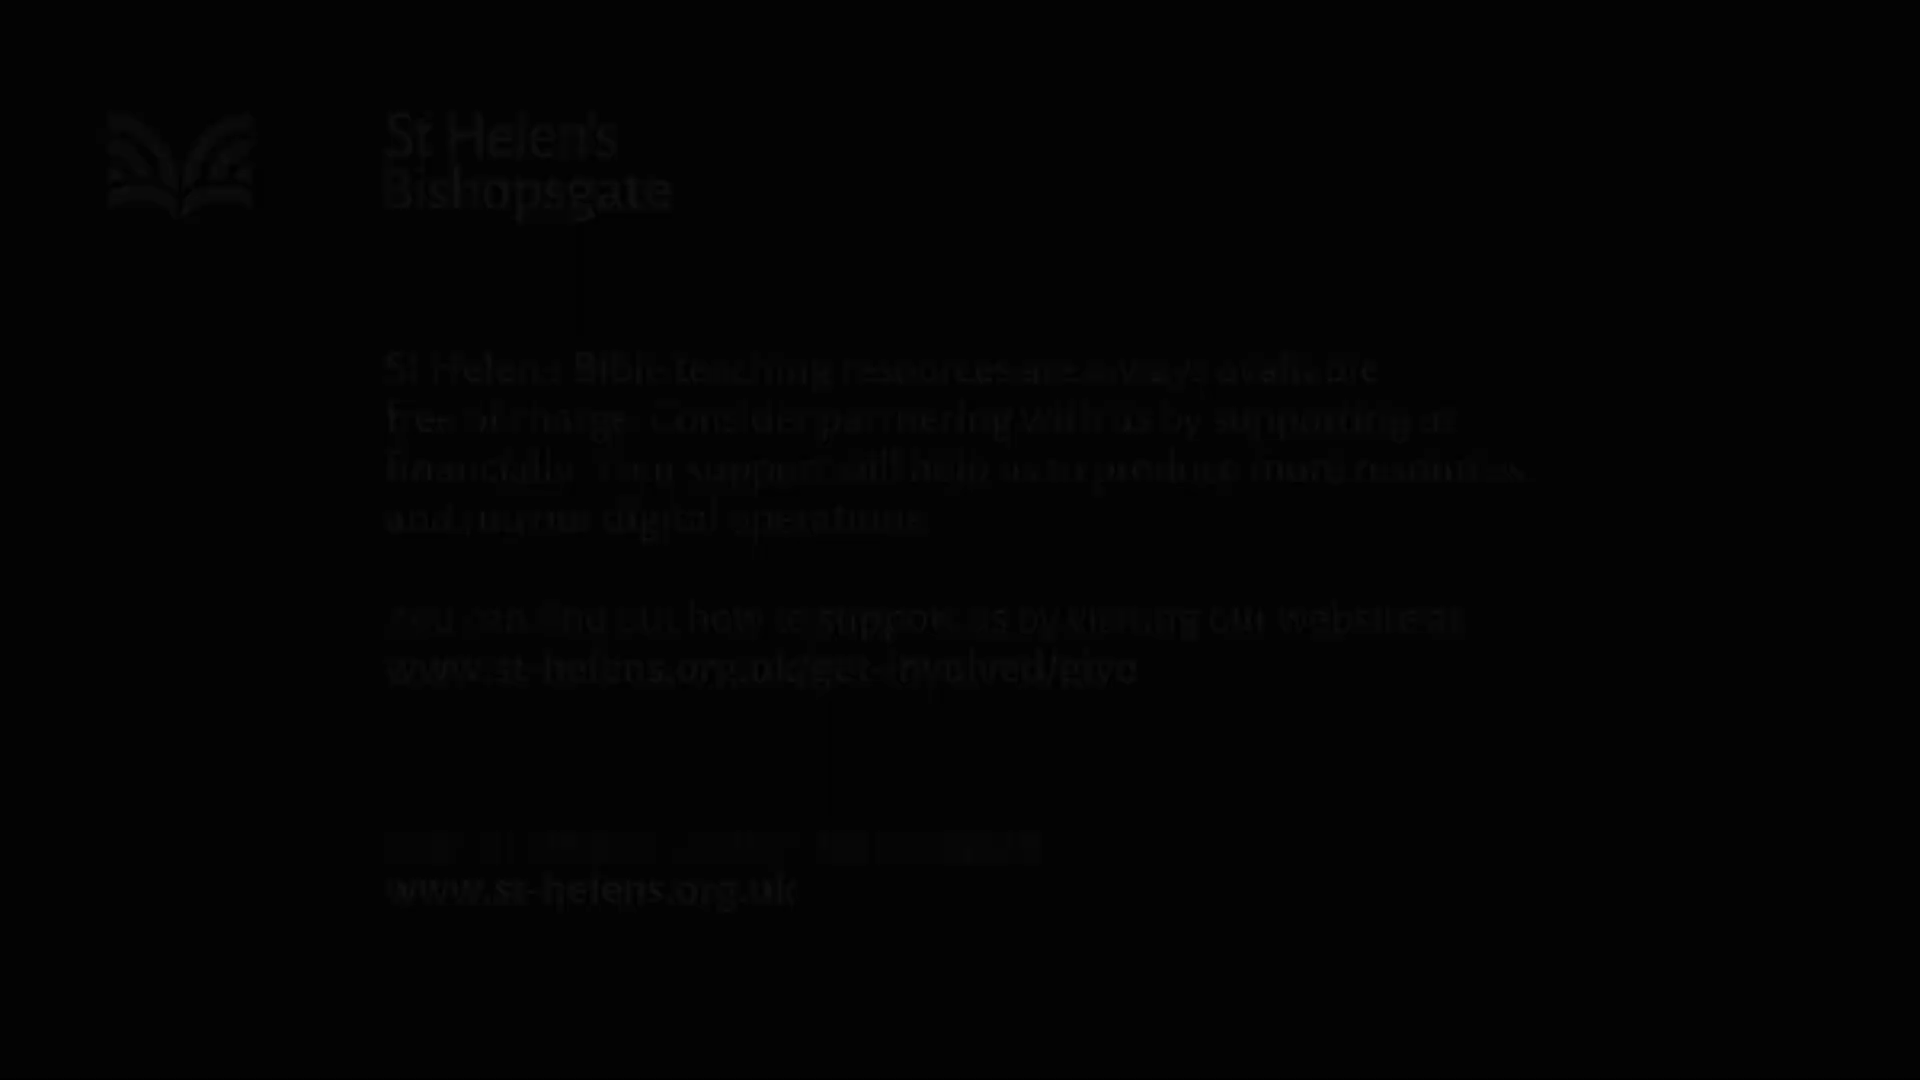 St Helen's
Bishopsgate
St Helen's Bible teaching resources are always available
free of charge. Consider partnering with us by supporting us
financially. Your support will help us to produce more resources
and digital operations.
You can find out how to support us by visiting our website at
www.st-helens.org.uk/get-involved/give
www.st-helens.org.uk